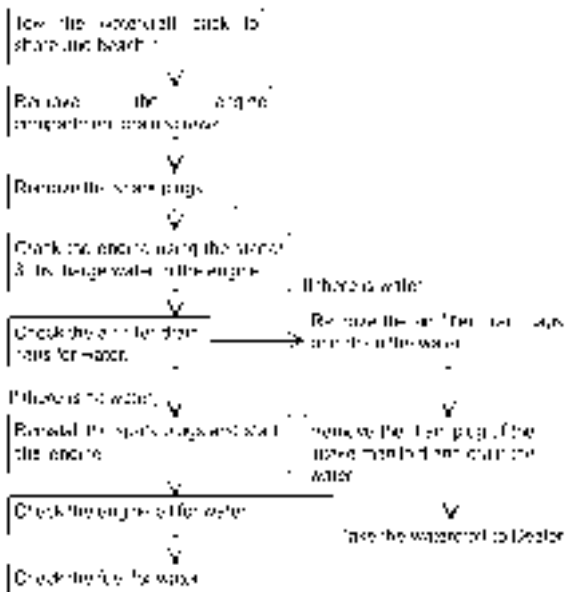 Tow the watercraft back to
shore and beach it
Remove the engine
compartment drain screws
Remove the spark plugs
Crank the engine using the starter
& discharge water in the engine
If there is water
Check the air filter drain
caps for water.
Remove the air filter drain caps
and drain the water
If there is no water,
Reinstall the spark plugs and start
the engine
Remove the drain plug of the
intake manifold and drain the
water
Check the engine oil for water
Take the watercraft to Dealer
Check the fuel for water